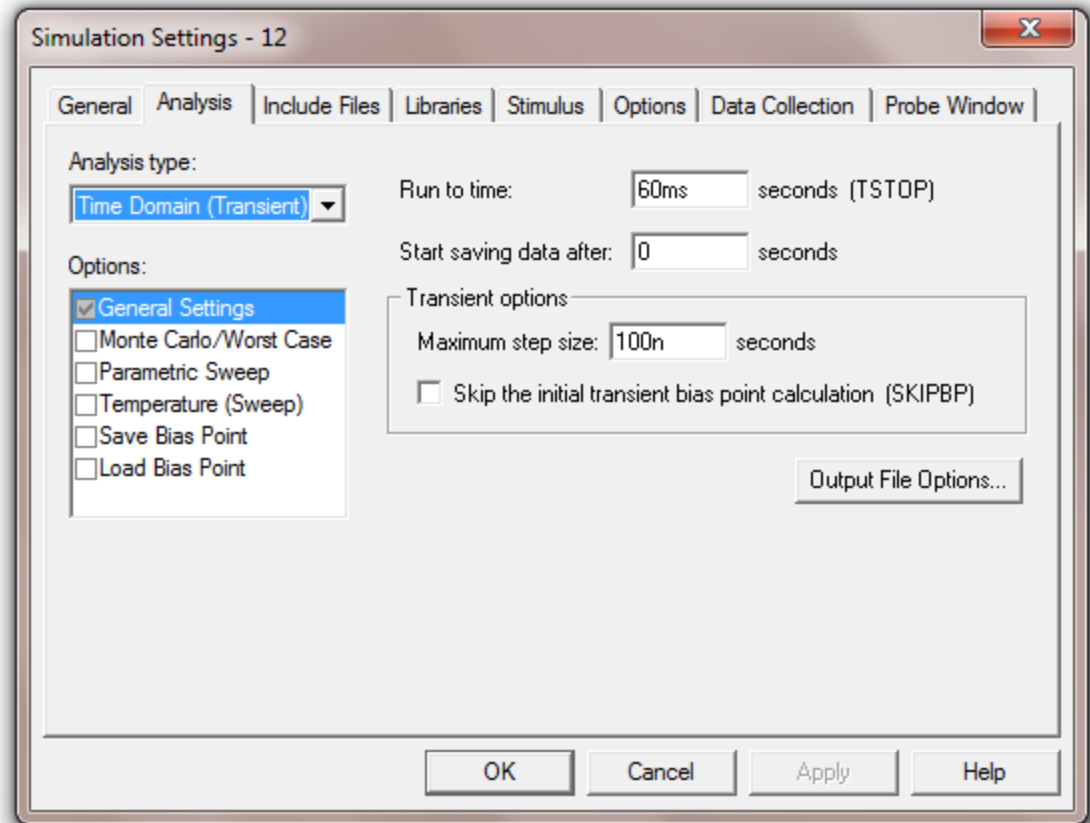 Simulation Settings - 12
General Analysis Include Files Libraries Stimulus Options Data Collection Probe Window
Analysis type:
Time Domain (Transient)
Options:
General Settings
Monte Carlo/Worst Case
Parametric Sweep
Temperature (Sweep)
Save Bias Point
Load Bias Point
Run to time: 60ms seconds (TSTOP)
Start saving data after: 0 seconds
Transient options
Maximum step size: 100n seconds
Skip the initial transient bias point calculation (SKIPBP)
Output File Options...
OK Cancel Apply Help